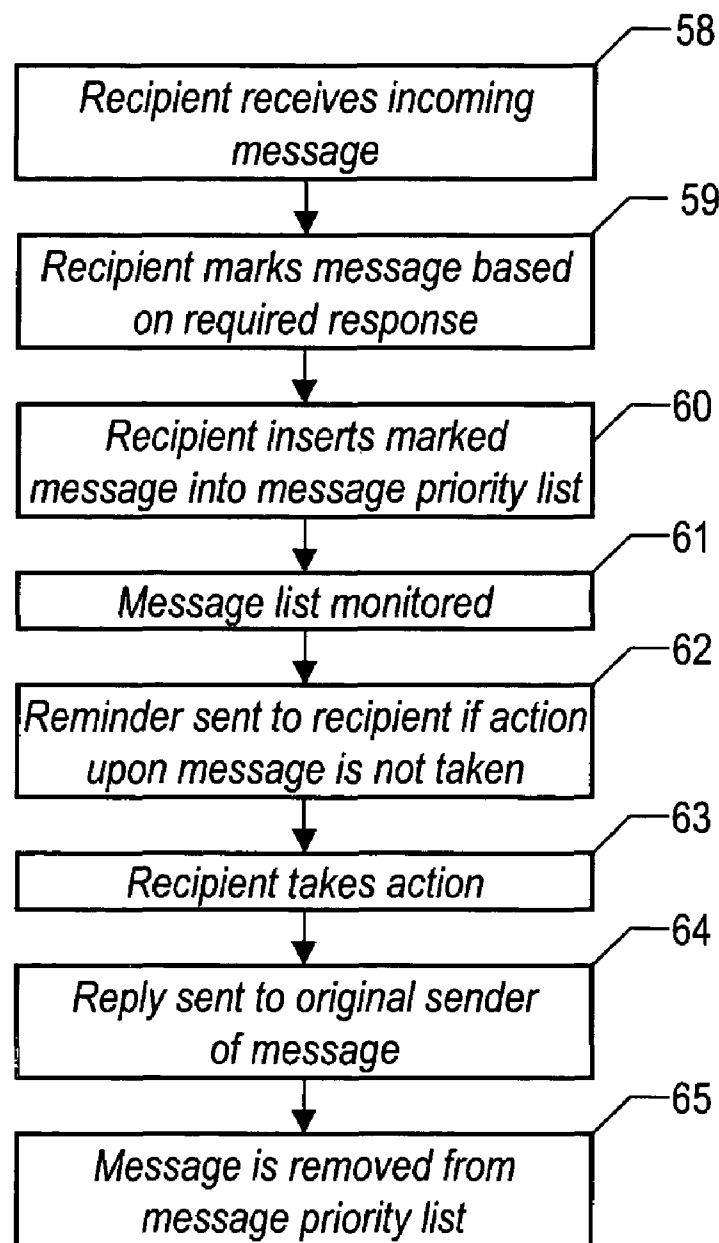 58
Recipient receives incoming
message
59
Recipient marks message based
on required response
60
Recipient inserts marked
message into message priority list
61
Message list monitored
62
Reminder sent to recipient if action
upon message is not taken
63
Recipient takes action
64
Reply sent to original sender
of message
65
Message is removed from
message priority list